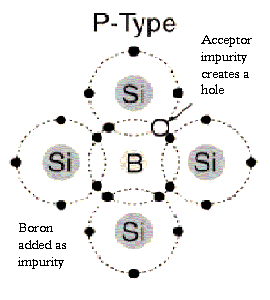 P-Type
Acceptor
impurity
creates a
hole
Si
Si
B
Si
Si
Boron
added as
impurity